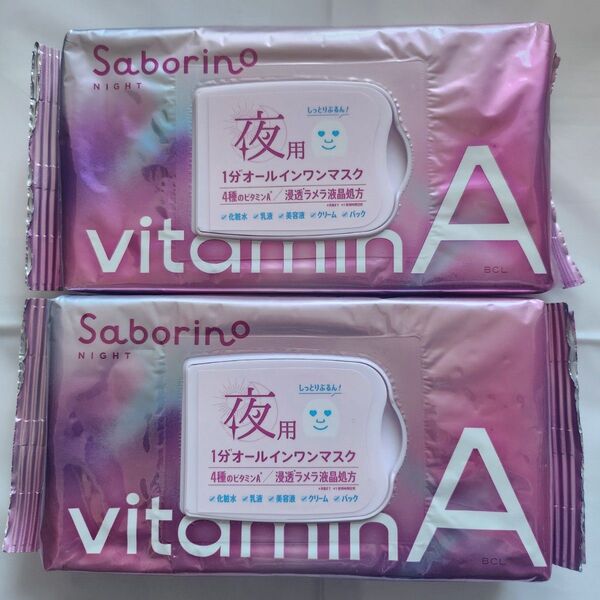 Saborino
NIGHT
しっとりぷるん!
夜用
1分オールインワンマスク
4種のビタミンA*/浸透*ラメラ液晶処方
化粧水 乳液 美容液 クリーム パック
vitamin A
BCL
Saborino
NIGHT
しっとりぷるん!
夜用
1分オールインワンマスク
4種のビタミンA*/浸透*ラメラ液晶処方
化粧水 乳液 美容液 クリーム パック
vitamin A
BCL